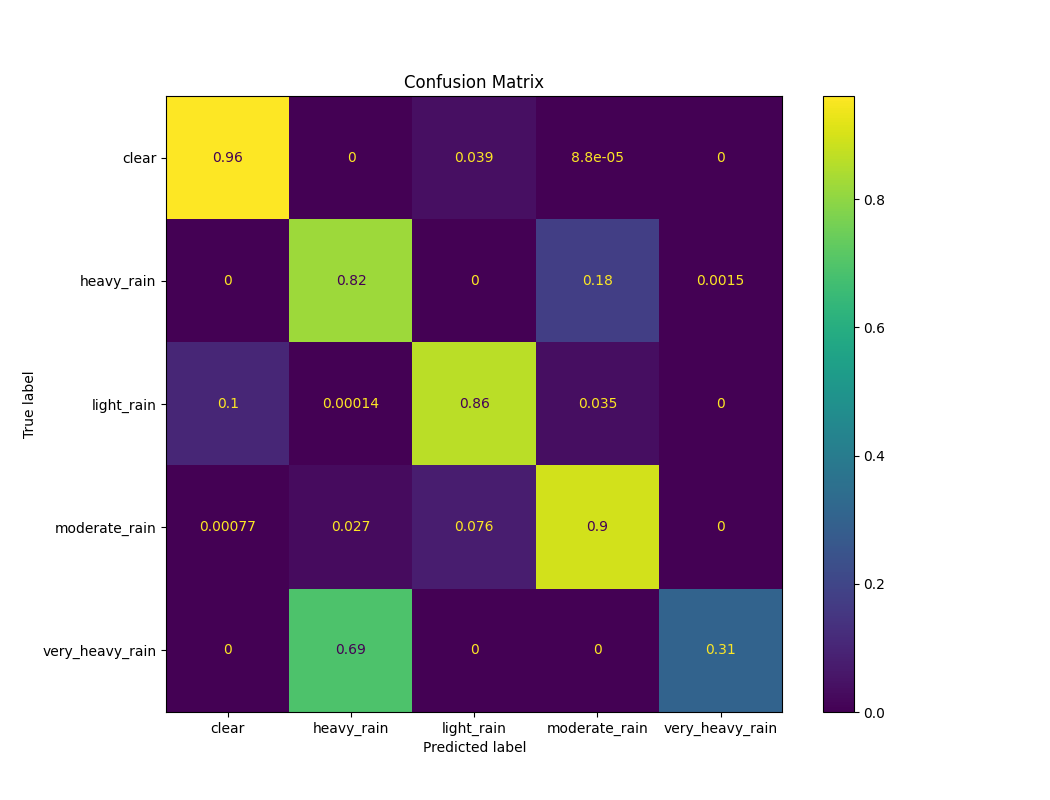 Confusion Matrix
clear 0.96 0 0.039 8.8e-05 0
0.8
heavy_rain 0 0.82 0 0.18 0.0015
0.6
True label
light_rain 0.1 0.00014 0.86 0.035 0
0.4
moderate_rain 0.00077 0.027 0.076 0.9 0
0.2
very_heavy_rain 0 0.69 0 0 0.31
0.0
clear heavy_rain light_rain moderate_rain very_heavy_rain
Predicted label